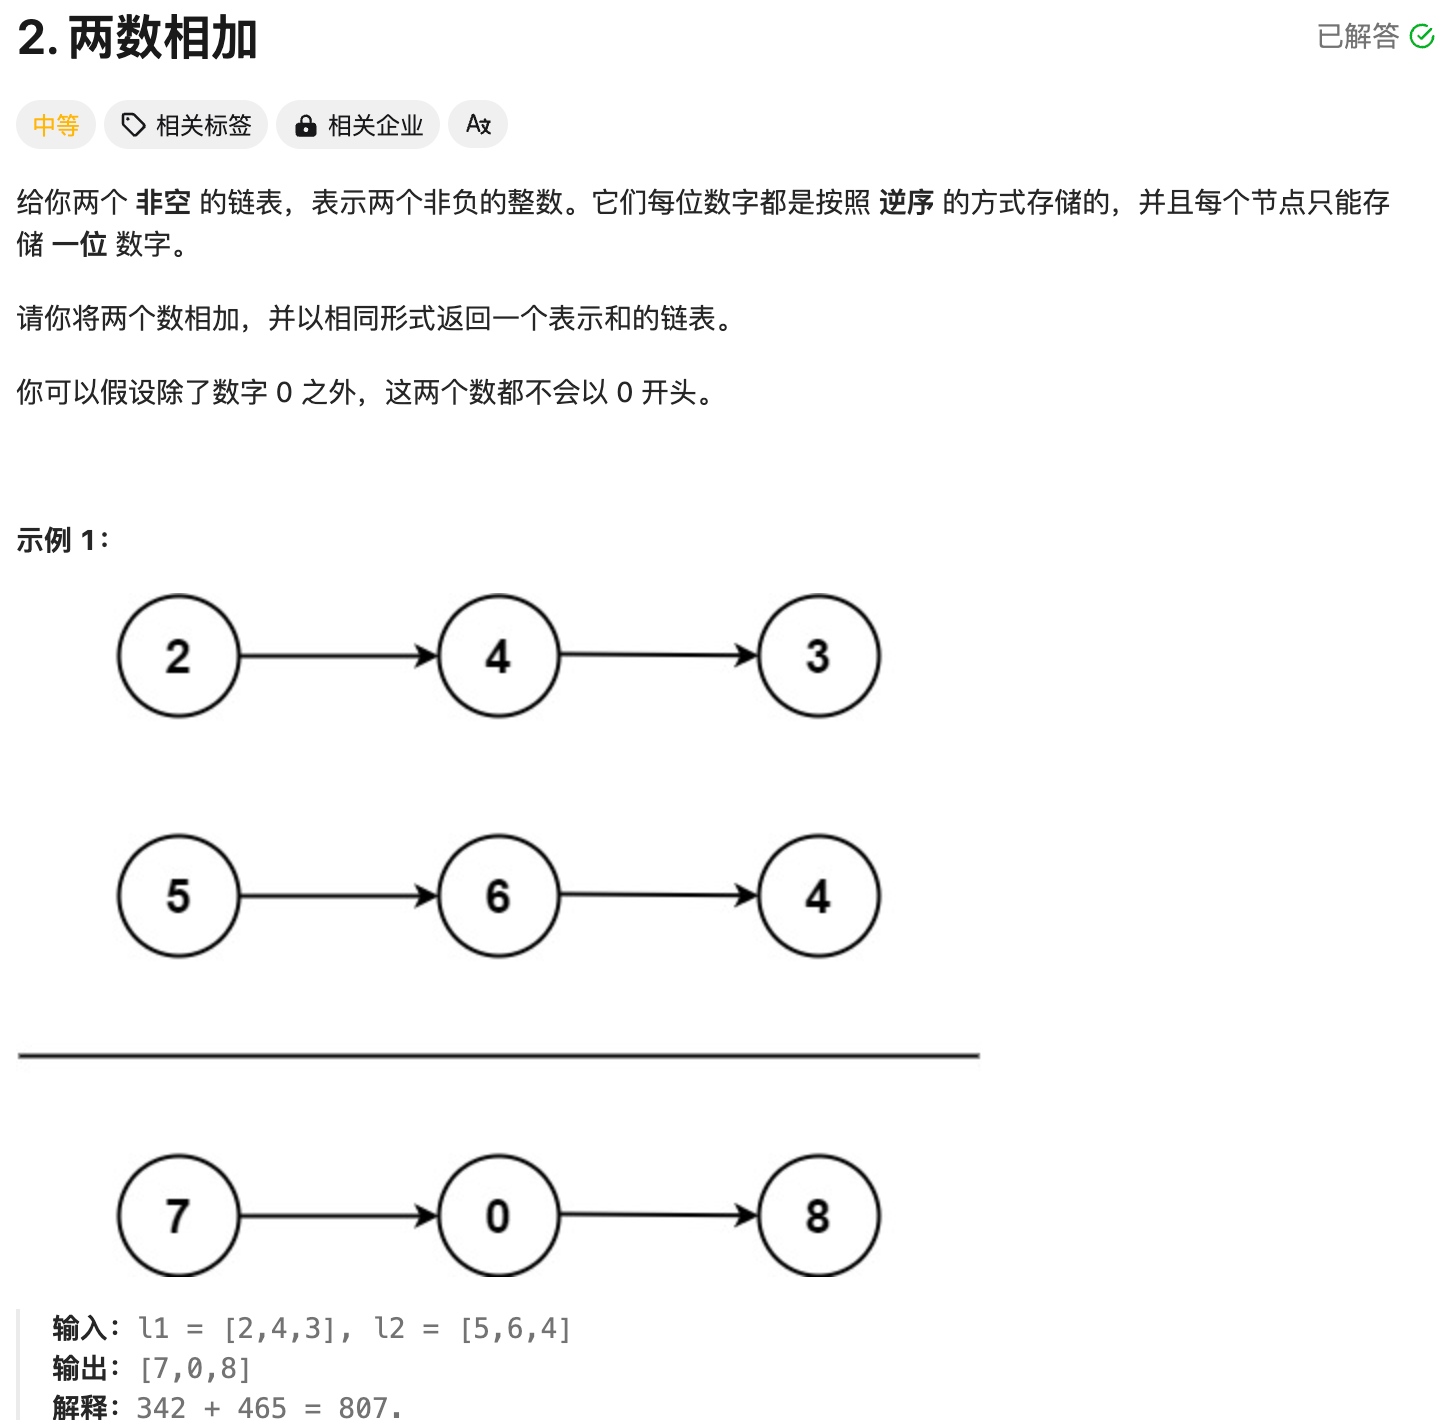 2. 两数相加
已解答
中等
相关标签
相关企业
给你两个 非空 的链表，表示两个非负的整数。它们每位数字都是按照 逆序 的方式存储的，并且每个节点只能存
储 一位 数字。
请你将两个数相加，并以相同形式返回一个表示和的链表。
你可以假设除了数字 0 之外，这两个数都不会以 0 开头。
示例 1：
2 4 3
5 6 4
7 0 8
输入：l1 = [2,4,3], l2 = [5,6,4]
输出：[7,0,8]
解释：342 + 465 = 807.